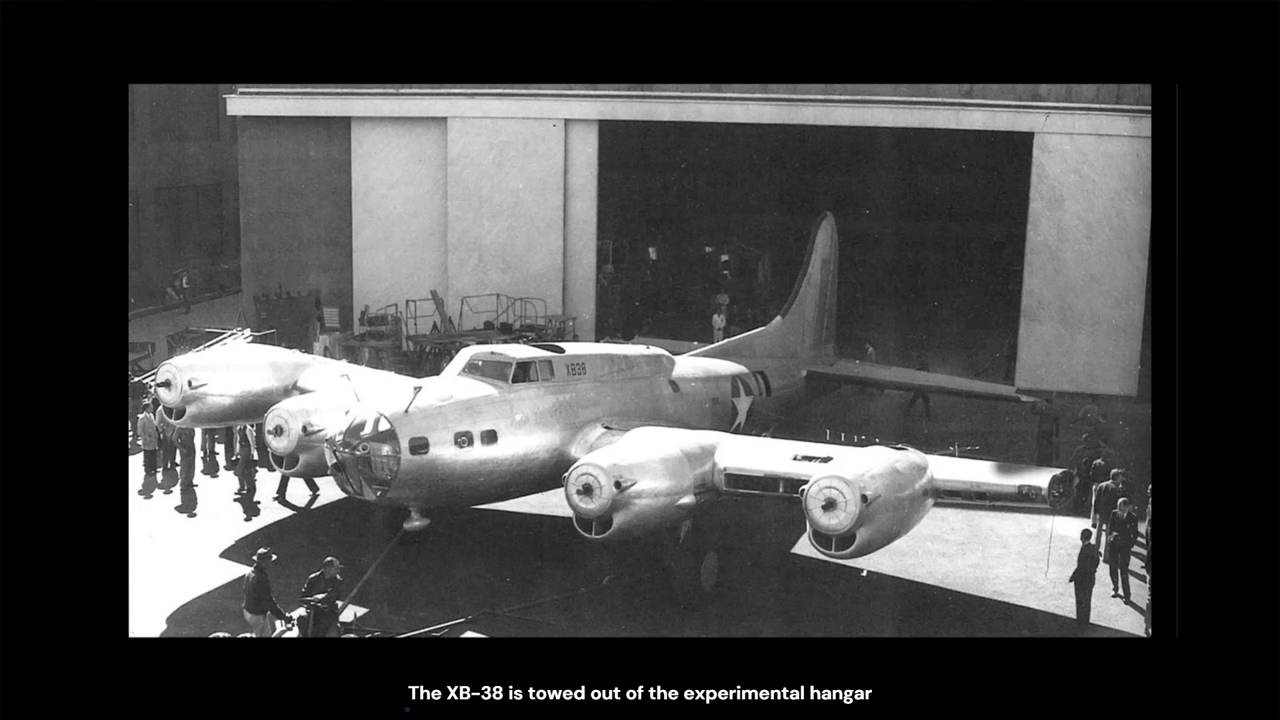 XB38
The XB-38 is towed out of the experimental hangar